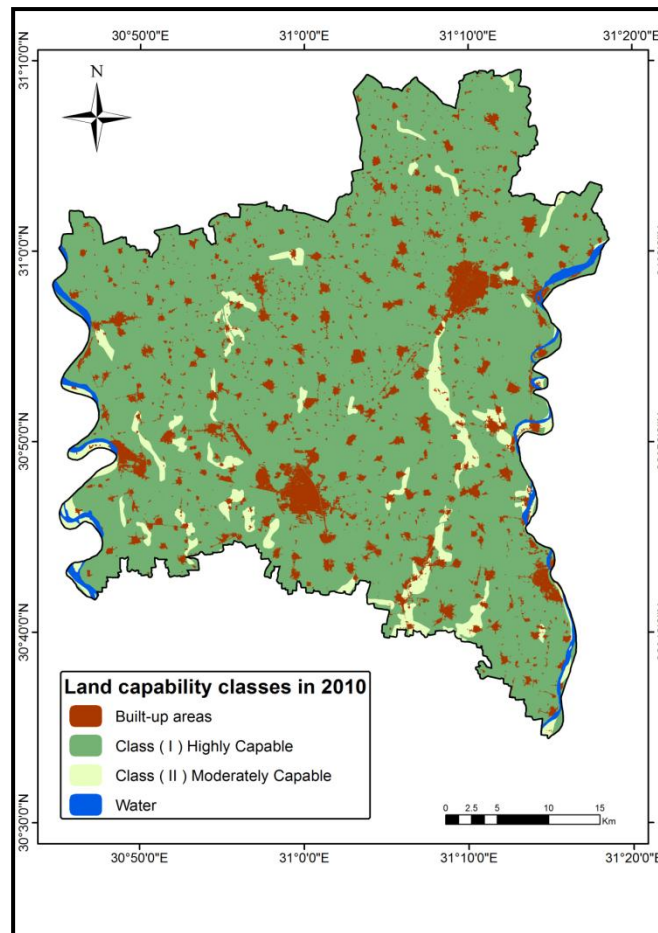 30°50'0"E 31°0'0"E 31°10'0"E 31°20'0"E
31°10'0"N
N
31°0'0"N
30°50'0"N
30°40'0"N
30°30'0"N
Land capability classes in 2010
Built-up areas
Class ( I ) Highly Capable
Class ( II ) Moderately Capable
Water
0 2.5 5 10 15
Km
30°50'0"E 31°0'0"E 31°10'0"E 31°20'0"E